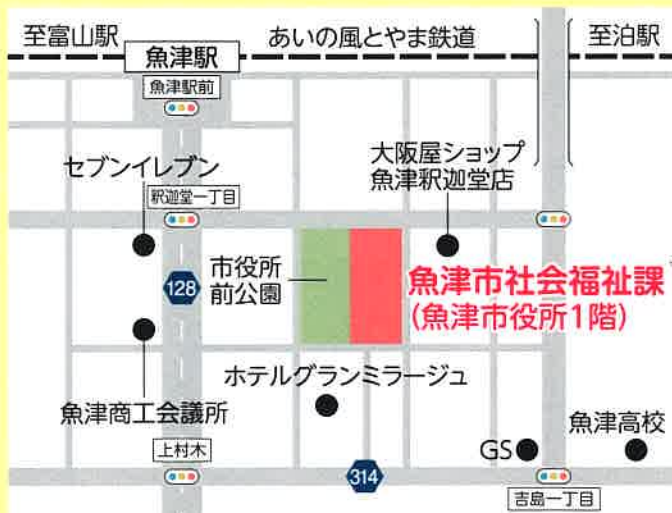 至富山駅
あいの風とやま鉄道
至泊駅
魚津駅
魚津駅前
セブンイレブン
大阪屋ショップ
魚津釈迦堂店
釈迦堂一丁目
市役所
前公園
128
魚津市社会福祉課
(魚津市役所1階)
ホテルグランミラージュ
魚津商工会議所
上村木
314
GS
魚津高校
吉島一丁目